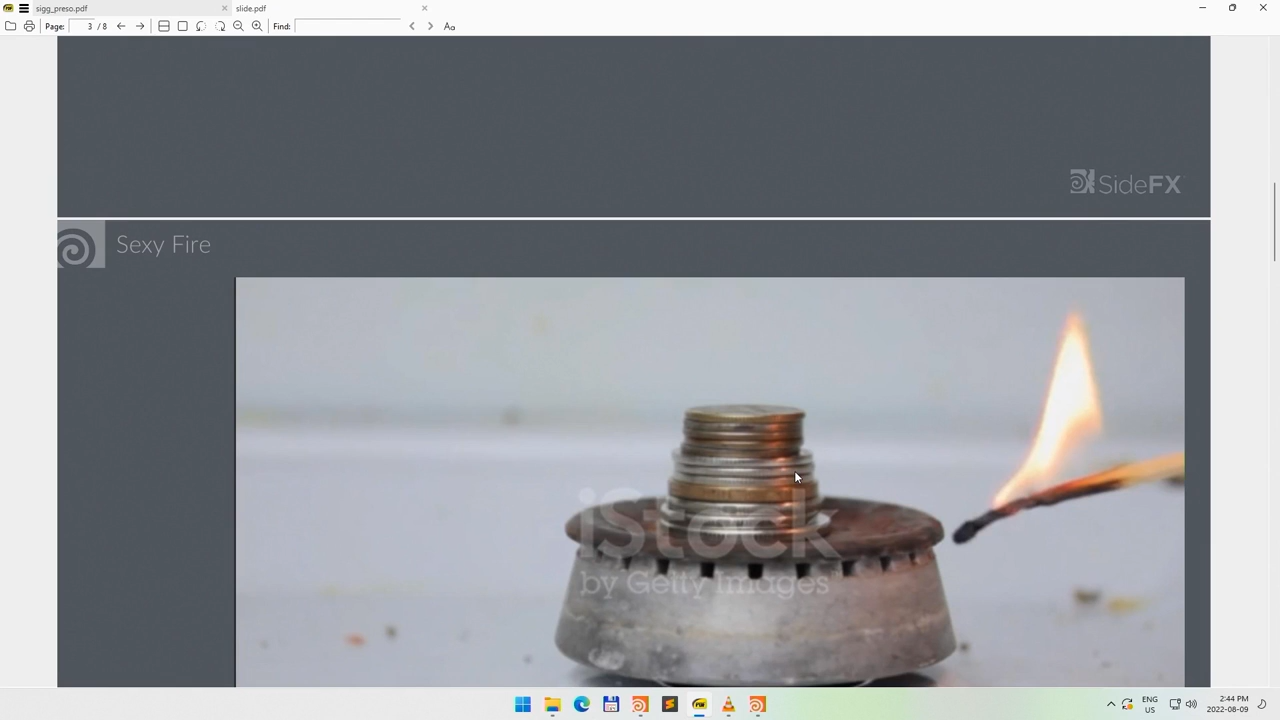 sigg_preso.pdf
slide.pdf
Page: 3 / 8
Find:
Aa
SideFX
Sexy Fire
iStock
by Getty Images
ENG
US
2:44 PM
2022-08-09